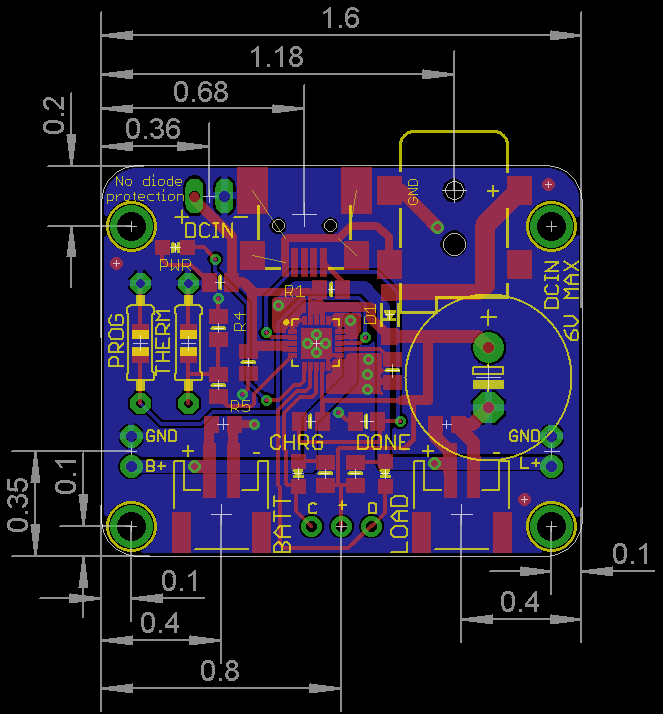 1.6
1.18
0.68
0.2
0.36
No diode
protection
GND
+
+
-
DCIN
PWR
R1
DCIN
6V MAX
D1
R4
PROG
THERM
+
R5
GND
CHRG
DONE
GND
B+
+
-
+
-
L+
BATT
C
+
D
LOAD
0.35
0.1
0.1
0.1
0.4
0.4
0.8